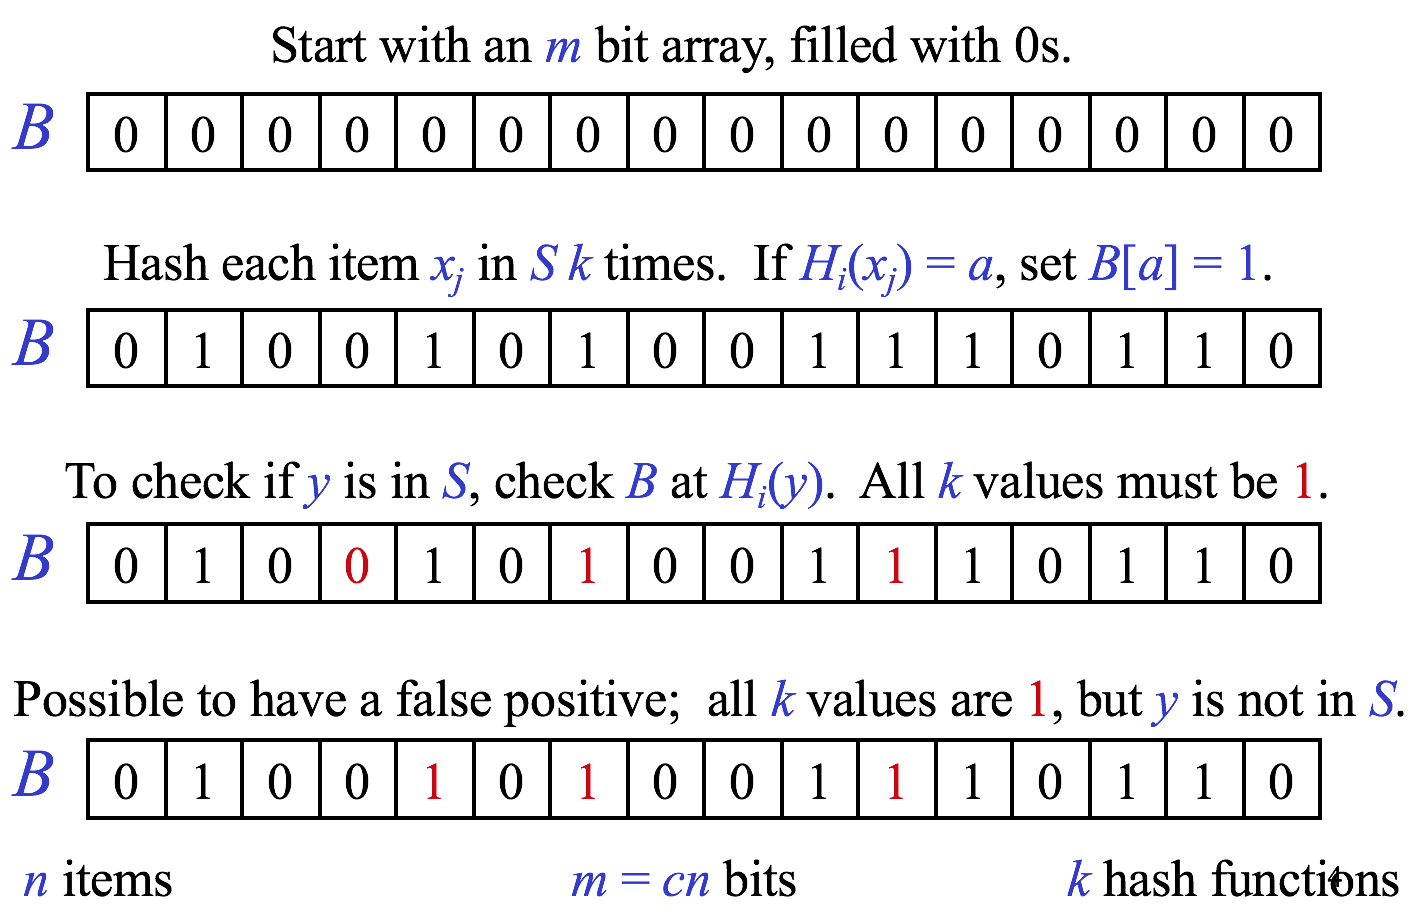 Start with an m bit array, filled with 0s.
B 0 0 0 0 0 0 0 0 0 0 0 0 0 0 0 0
Hash each item xj in S k times. If Hi(xj) = a, set B[a] = 1.
B 0 1 0 0 1 0 1 0 0 1 1 1 0 1 1 0
To check if y is in S, check B at Hi(y). All k values must be 1.
B 0 1 0 0 1 0 1 0 0 1 1 1 0 1 1 0
Possible to have a false positive; all k values are 1, but y is not in S.
B 0 1 0 0 1 0 1 0 0 1 1 1 0 1 1 0
n items m = cn bits k hash functions
4